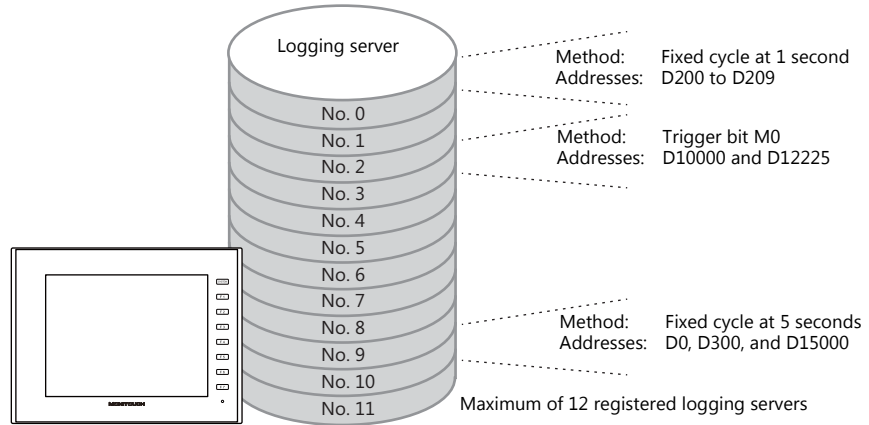 Logging server
No. 0
No. 1
No. 2
No. 3
No. 4
No. 5
No. 6
No. 7
No. 8
No. 9
No. 10
No. 11
Method: Fixed cycle at 1 second
Addresses: D200 to D209
Method: Trigger bit M0
Addresses: D10000 and D12225
Method: Fixed cycle at 5 seconds
Addresses: D0, D300, and D15000
Maximum of 12 registered logging servers
MONITOUCH